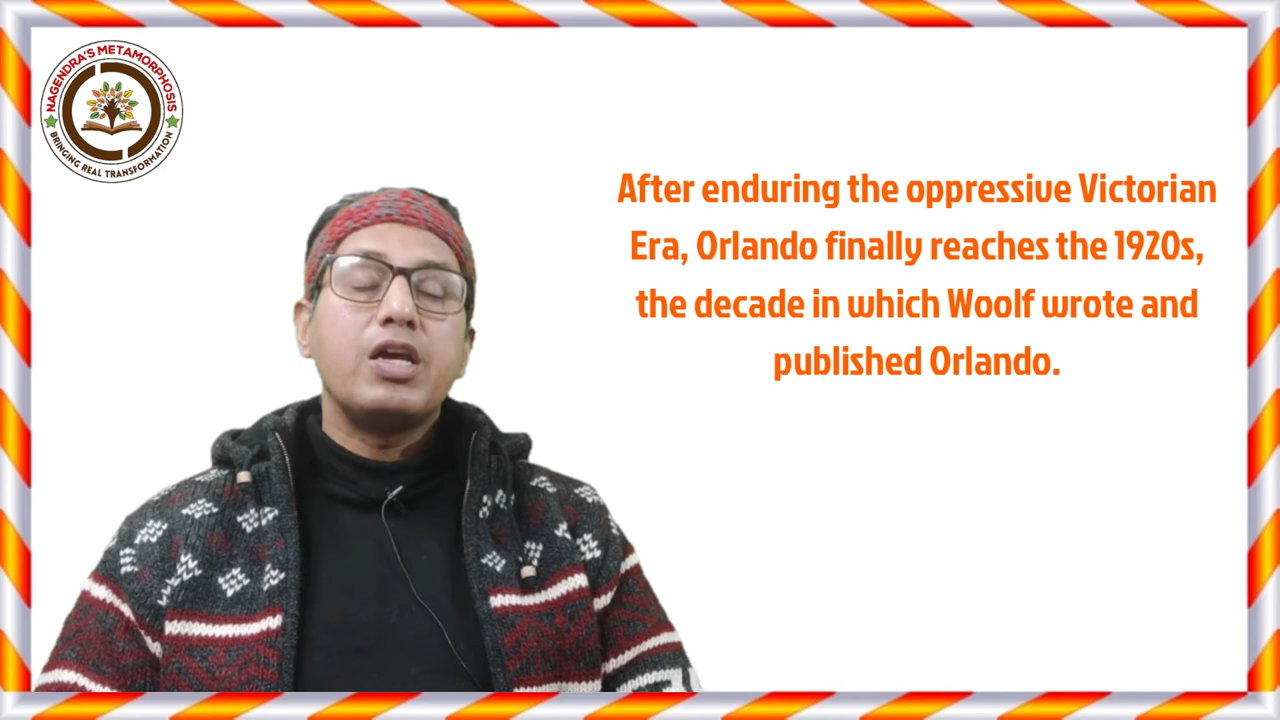 NAGENDRA'S METAMORPHOSIS
BRINGING REAL TRANSFORMATION
After enduring the oppressive Victorian
Era, Orlando finally reaches the 1920s,
the decade in which Woolf wrote and
published Orlando.